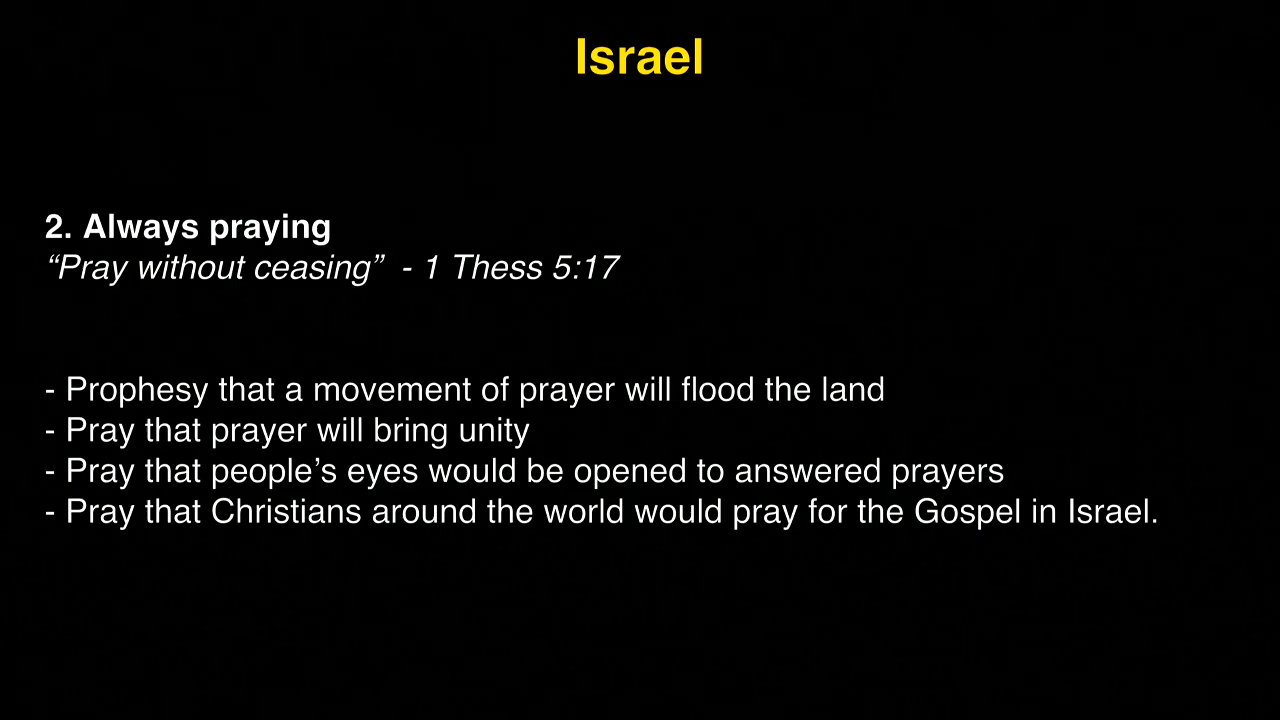 Israel
2. Always praying
“Pray without ceasing”  - 1 Thess 5:17
- Prophesy that a movement of prayer will flood the land
- Pray that prayer will bring unity
- Pray that people’s eyes would be opened to answered prayers
- Pray that Christians around the world would pray for the Gospel in Israel.